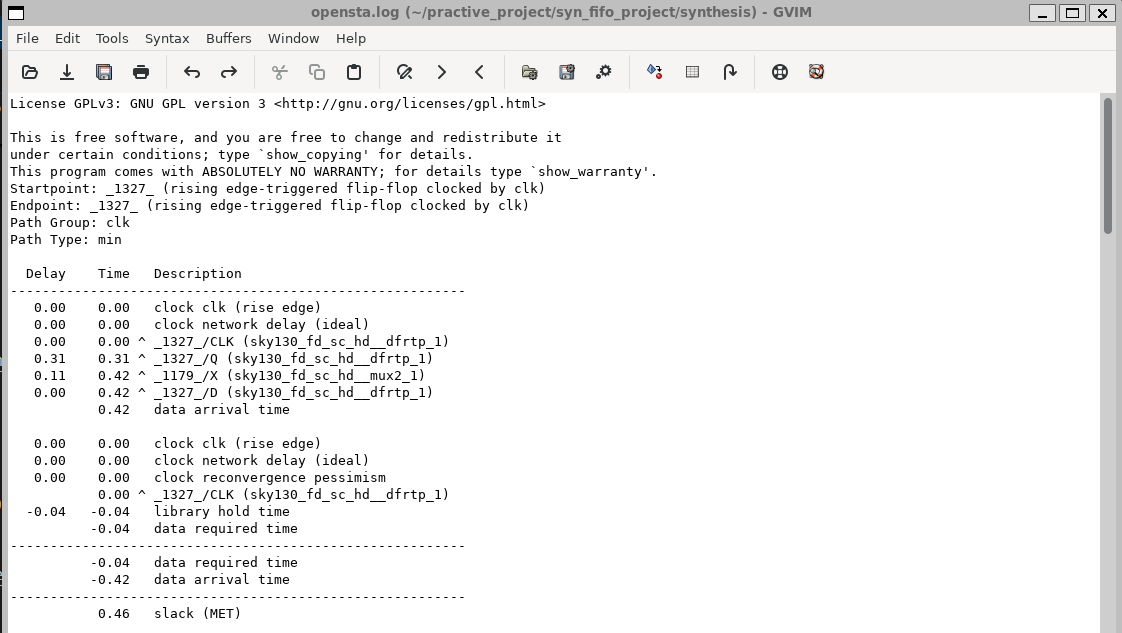 opensta.log (~/practive_project/syn_fifo_project/synthesis) - GVIM
File Edit Tools Syntax Buffers Window Help
License GPLv3: GNU GPL version 3 <http://gnu.org/licenses/gpl.html>

This is free software, and you are free to change and redistribute it
under certain conditions; type `show_copying' for details.
This program comes with ABSOLUTELY NO WARRANTY; for details type `show_warranty'.
Startpoint: _1327_ (rising edge-triggered flip-flop clocked by clk)
Endpoint: _1327_ (rising edge-triggered flip-flop clocked by clk)
Path Group: clk
Path Type: min

  Delay    Time   Description
---------------------------------------------------------
   0.00    0.00   clock clk (rise edge)
   0.00    0.00   clock network delay (ideal)
   0.00    0.00 ^ _1327_/CLK (sky130_fd_sc_hd__dfrtp_1)
   0.31    0.31 ^ _1327_/Q (sky130_fd_sc_hd__dfrtp_1)
   0.11    0.42 ^ _1179_/X (sky130_fd_sc_hd__mux2_1)
   0.00    0.42 ^ _1327_/D (sky130_fd_sc_hd__dfrtp_1)
           0.42   data arrival time

   0.00    0.00   clock clk (rise edge)
   0.00    0.00   clock network delay (ideal)
   0.00    0.00   clock reconvergence pessimism
           0.00 ^ _1327_/CLK (sky130_fd_sc_hd__dfrtp_1)
  -0.04   -0.04   library hold time
          -0.04   data required time
---------------------------------------------------------
          -0.04   data required time
          -0.42   data arrival time
---------------------------------------------------------
           0.46   slack (MET)